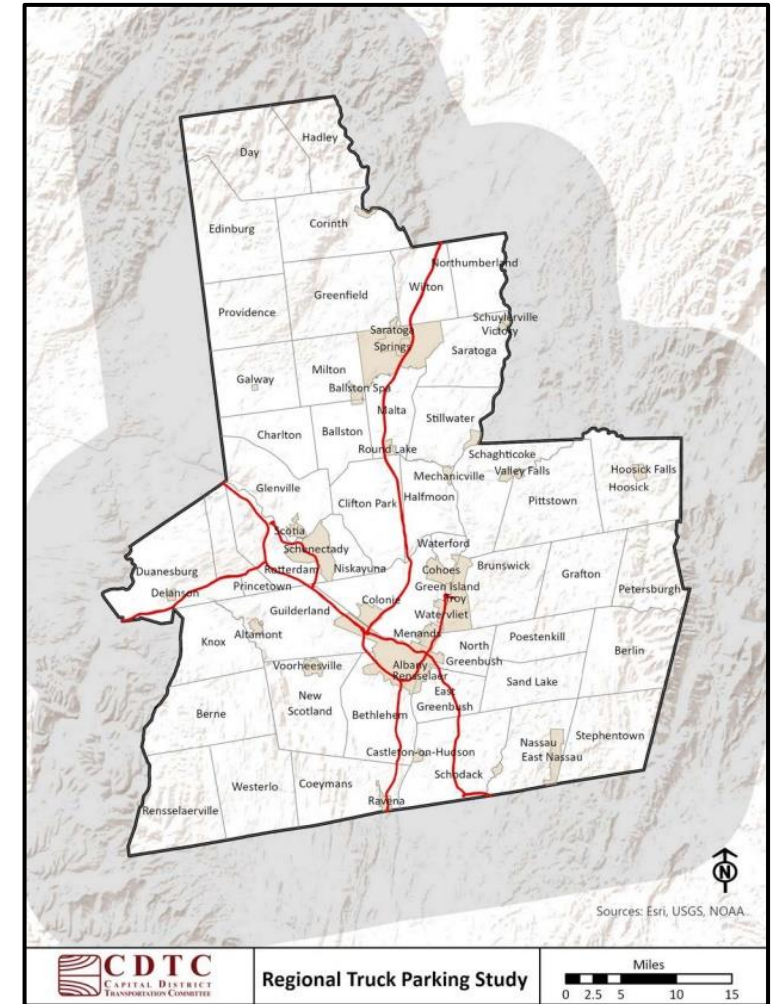 Hadley
Day
Edinburg
Corinth
Northumberland
Wilton
Greenfield
Providence
Schuylerville
Victory
Saratoga
Springs
Saratoga
Milton
Galway
Ballston Spa
Malta
Stillwater
Charlton
Ballston
Round Lake
Schaghticoke
Mechanicville
Valley Falls
Hoosick Falls
Hoosick
Glenville
Clifton Park
Halfmoon
Pittstown
Scotia
Schenectady
Waterford
Duanesburg
Rotterdam
Niskayuna
Cohoes
Brunswick
Grafton
Green Island
Petersburgh
Delanson
Princetown
Colonie
Troy
Watervliet
Guilderland
Menands
North
Greenbush
Poestenkill
Berlin
Knox
Altamont
Voorheesville
Albany
Rensselaer
Sand Lake
East
Greenbush
New
Scotland
Bethlehem
Berne
Castleton-on-Hudson
Nassau
East Nassau
Stephentown
Schodack
Westerlo
Coeymans
Ravena
Rensselaerville
N
Sources: Esri, USGS, NOAA
CDTC
CAPITAL DISTRICT
TRANSPORTATION COMMITTEE
Regional Truck Parking Study
Miles
0 2.5 5 10 15